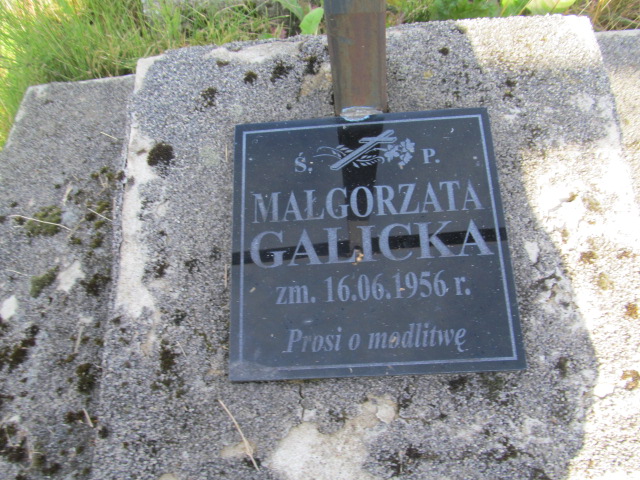 Ś. P.
MAŁGORZATA
GALICKA
zm. 16.06.1956 r.
Prosi o modlitwę